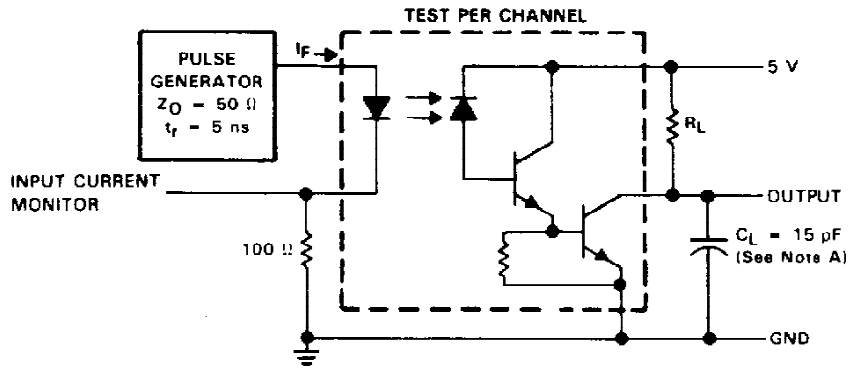 TEST PER CHANNEL
PULSE
GENERATOR
ZO = 50 Ω
tr = 5 ns
IF
5 V
RL
INPUT CURRENT
MONITOR
OUTPUT
100 Ω
CL = 15 pF
(See Note A)
GND